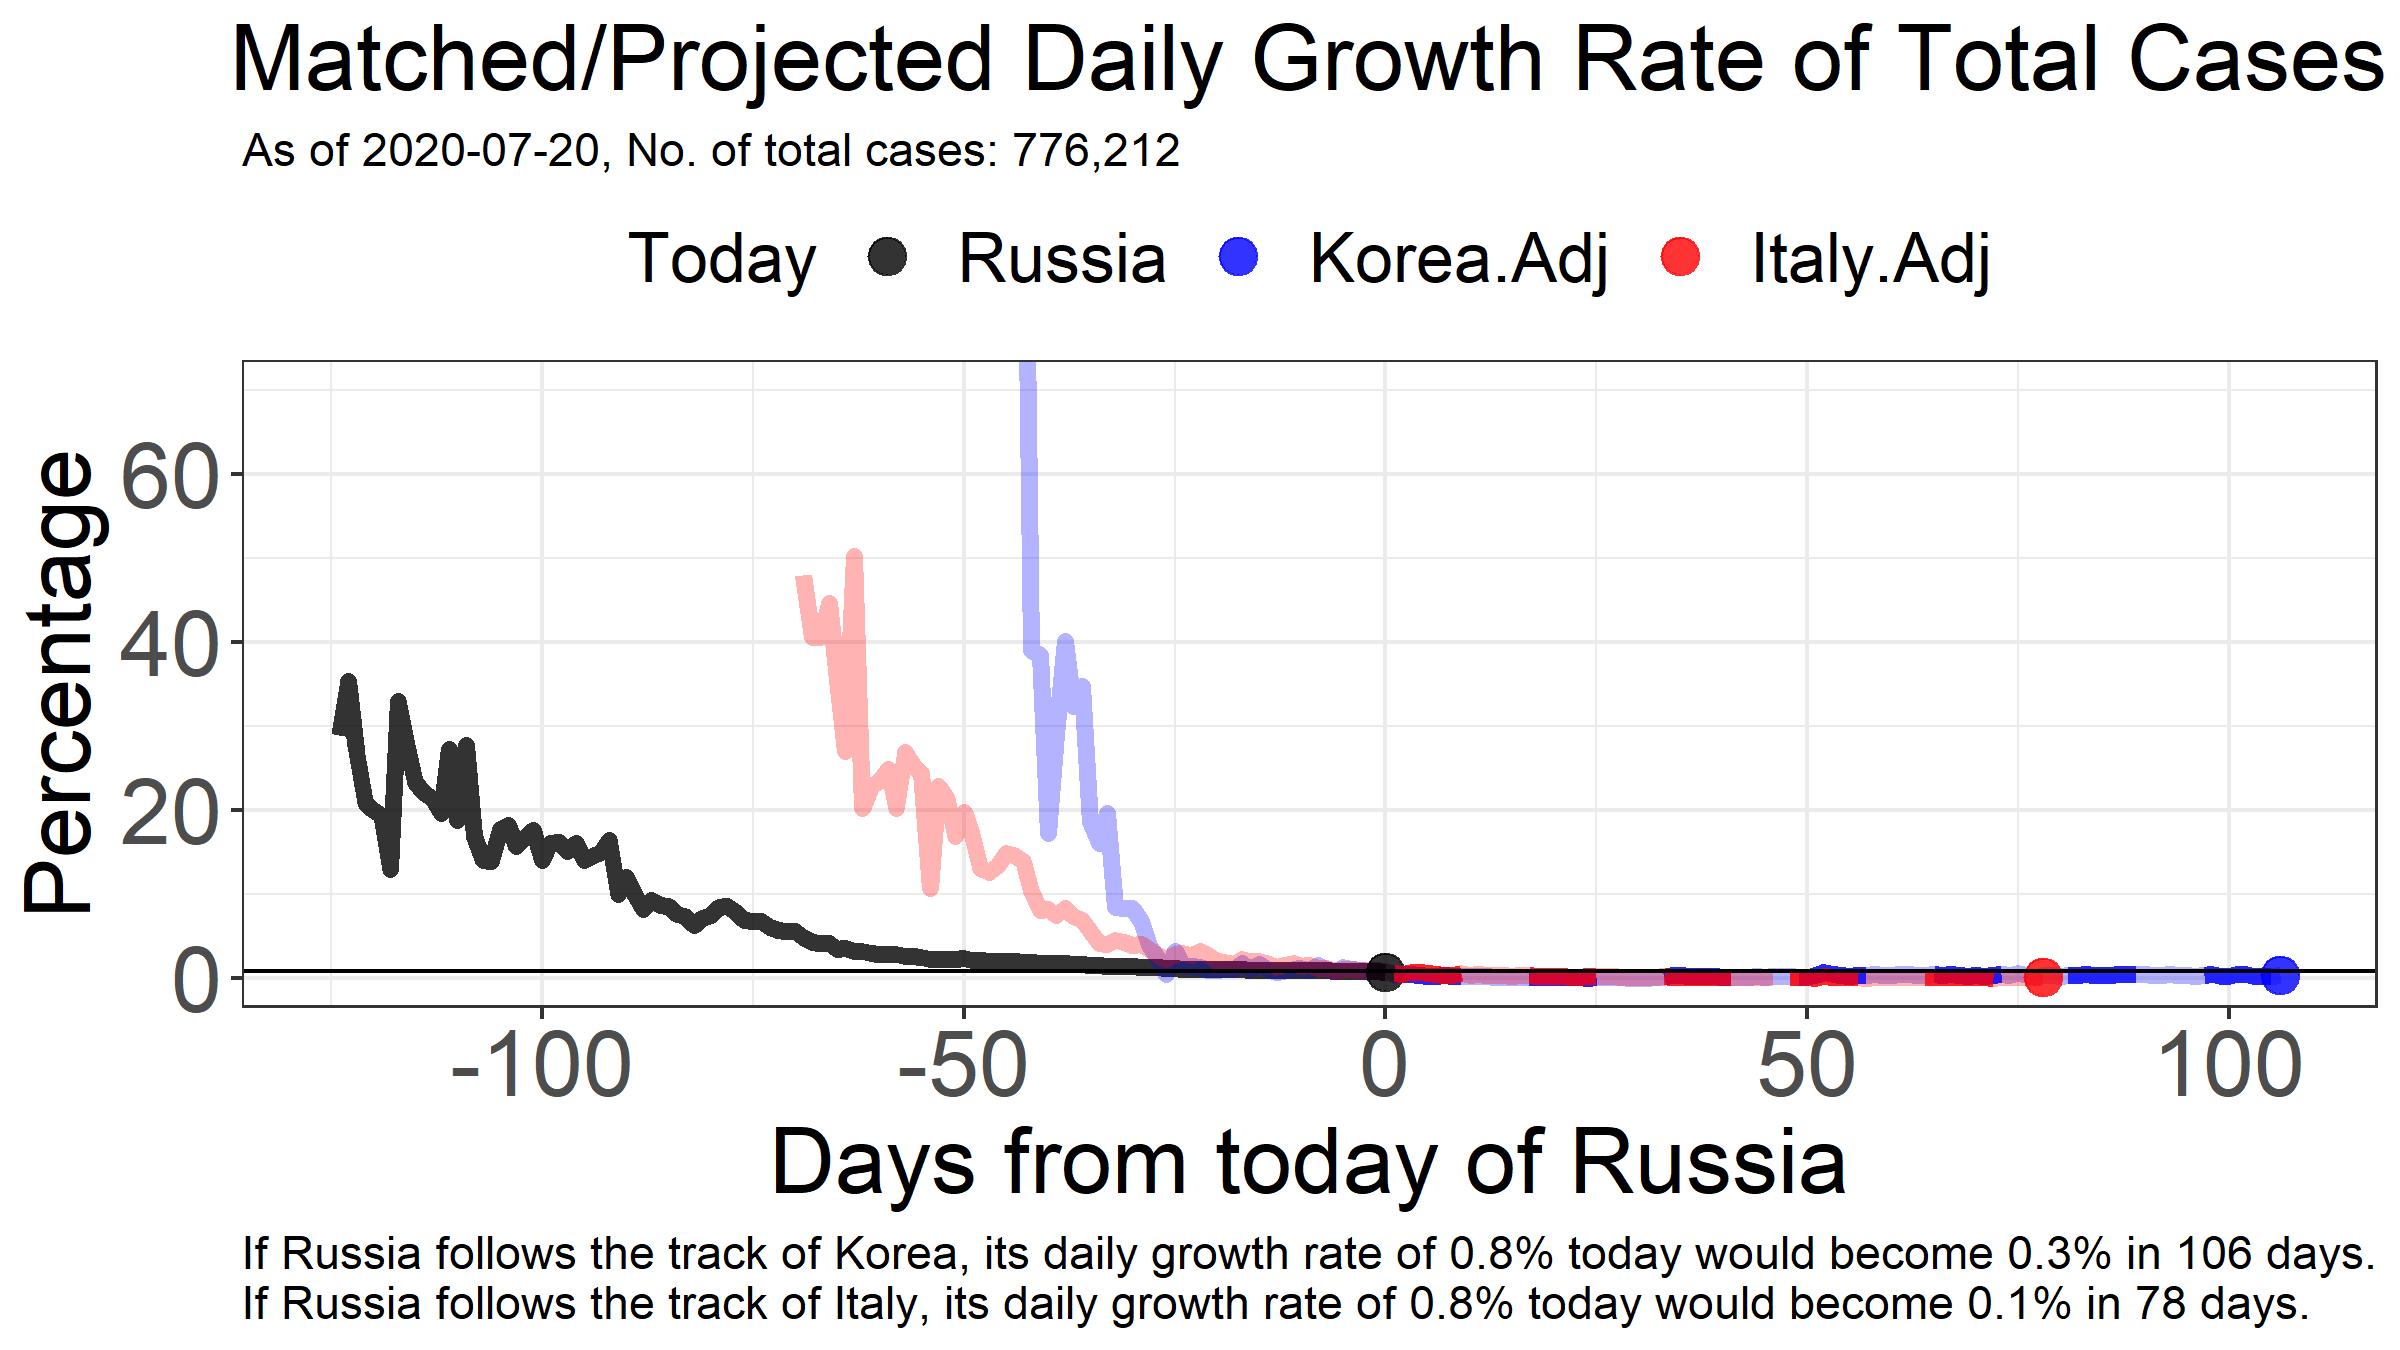 Matched/Projected Daily Growth Rate of Total Cases
As of 2020-07-20, No. of total cases: 776,212
Today Russia Korea.Adj Italy.Adj
Percentage
60
40
20
0
-100 -50 0 50 100
Days from today of Russia
If Russia follows the track of Korea, its daily growth rate of 0.8% today would become 0.3% in 106 days.
If Russia follows the track of Italy, its daily growth rate of 0.8% today would become 0.1% in 78 days.